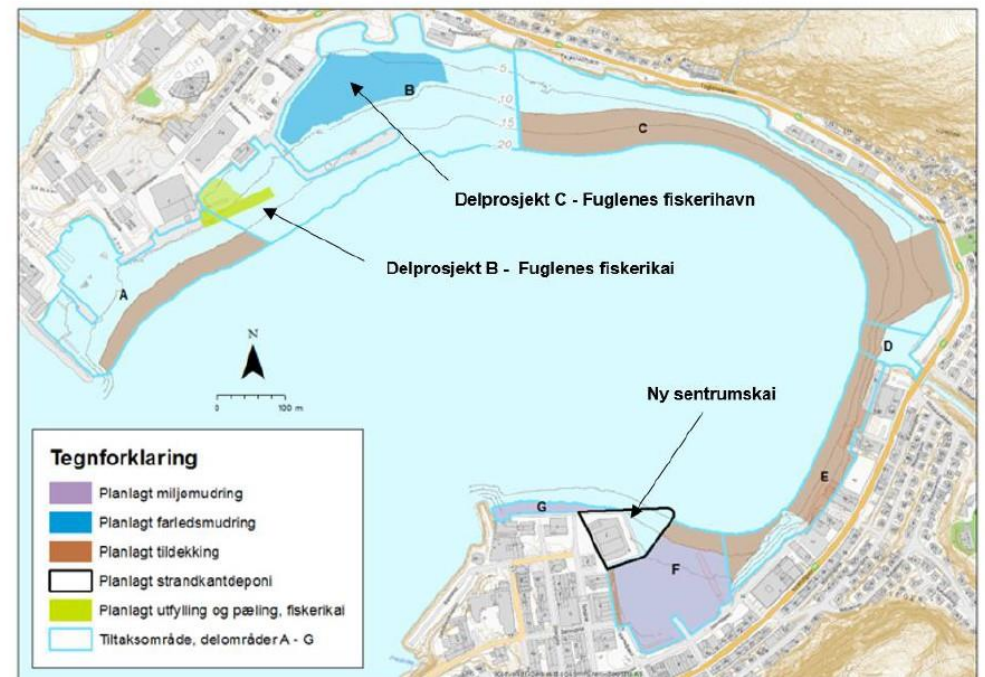 B
5
10
15
20
C
Delprosjekt C - Fuglenes fiskerihavn
Delprosjekt B - Fuglenes fiskerikai
A
N
0 100 m
D
Ny sentrumskai
E
G
F
Tegnforklaring
Planlagt miljømudring
Planlagt farledsmudring
Planlagt tildekking
Planlagt strandkantdeponi
Planlagt utfylling og pæling, fiskerikai
Tiltaksområde, delområder A - G